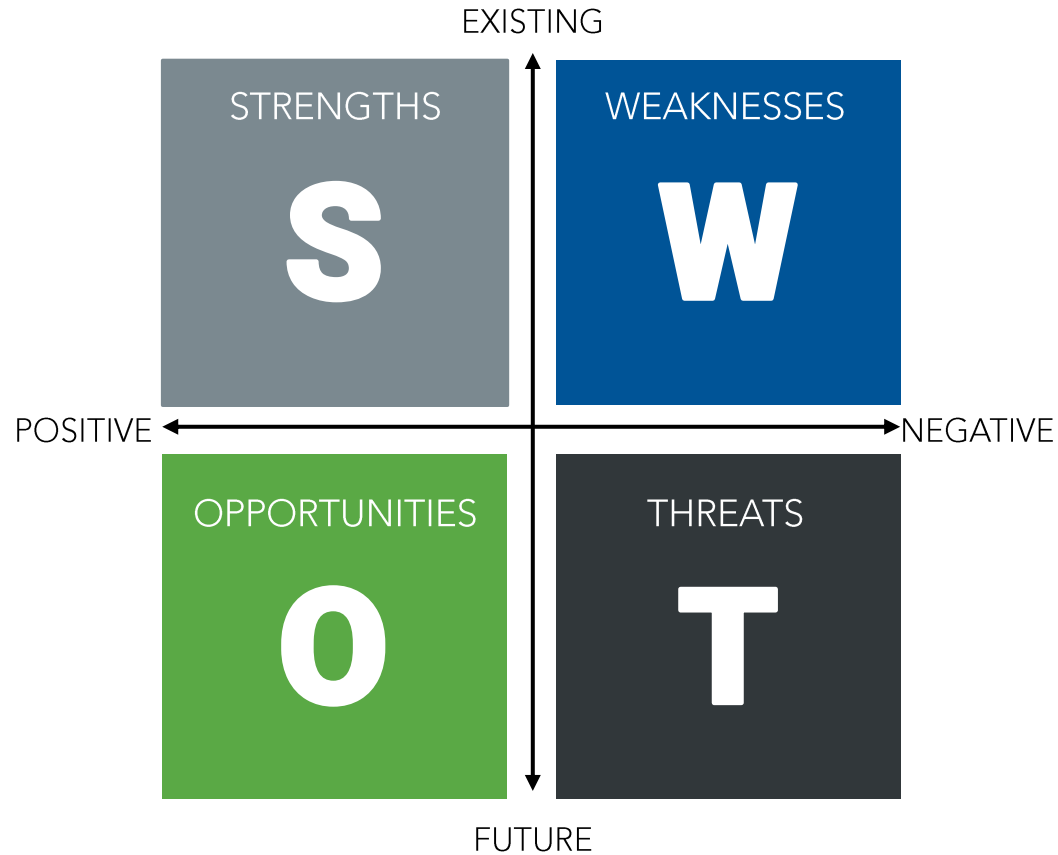 EXISTING
STRENGTHS
S
WEAKNESSES
W
POSITIVE
NEGATIVE
OPPORTUNITIES
O
THREATS
T
FUTURE